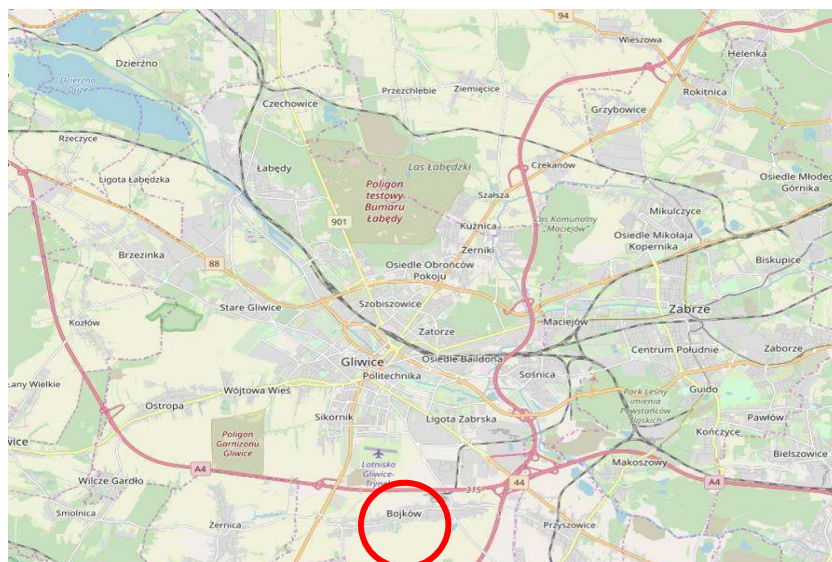 94
Wieszowa
Helenka
Dzierżno
Dzierżno
Duże
Przezchlebie
Ziemięcice
Rokitnica
Czechowice
Grzybowice
Rzeczyce
Łabędy
Las Łabędzki
Czekanów
Ligota Łabędzka
Poligon
testowy
Bumaru
Łabędy
Szałsza
Osiedle Młodego
Górnika
Mikulczyce
901
Kuźnica
Las Komunalny
"Maciejów"
Osiedle Mikołaja
Kopernika
Żerniki
Brzezinka
88
Osiedle Obrońców
Pokoju
Biskupice
Stare Gliwice
Szobiszowice
Zabrze
Kozłów
Zatorze
Maciejów
Gliwice
Osiedle Baildona
Centrum Południe
Zaborze
Politechnika
Sośnica
Łany Wielkie
Wójtowa Wieś
Guido
Park Leśny
imienia
Powstańców
Śląskich
Ostropa
Sikornik
Ligota Zabrska
Pawłów
Kończyce
Poligon
Garnizonu
Gliwice
Bielszowice
Lotnisko
Gliwice-
Trynek
Makoszowy
A4
Wilcze Gardło
315
44
A4
Smolnica
Żernica
Bojków
Przyszowice